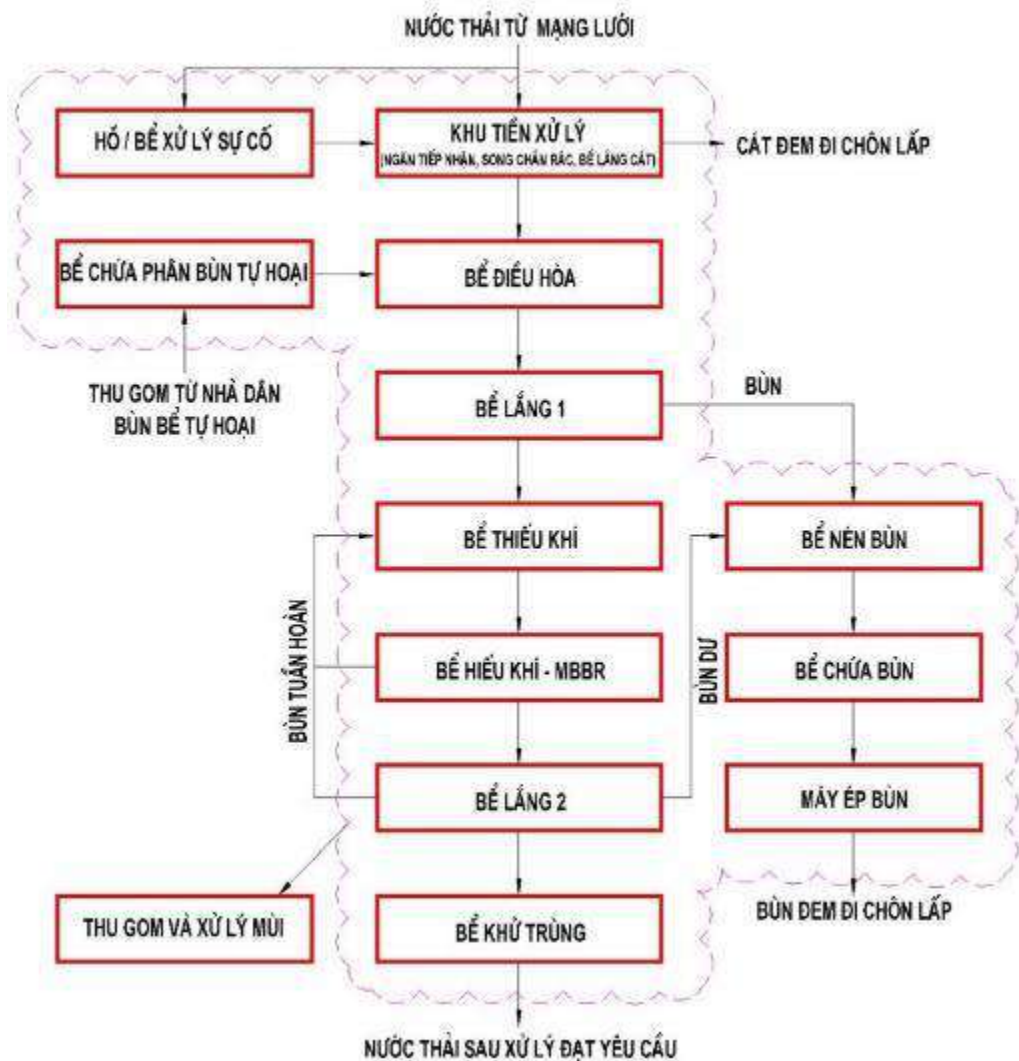 NƯỚC THẢI TỪ MẠNG LƯỚI
HỐ / BỂ XỬ LÝ SỰ CỐ
KHU TIỀN XỬ LÝ
(NGĂN TIẾP NHẬN, SONG CHẮN RÁC, BỂ LẮNG CÁT)
CÁT ĐEM ĐI CHÔN LẤP
BỂ CHỨA PHÂN BÙN TỰ HOẠI
BỂ ĐIỀU HÒA
THU GOM TỪ NHÀ DÂN
BÙN BỂ TỰ HOẠI
BỂ LẮNG 1
BÙN
BỂ THIẾU KHÍ
BỂ NÉN BÙN
BÙN TUẦN HOÀN
BỂ HIẾU KHÍ - MBBR
BÙN DƯ
BỂ CHỨA BÙN
BỂ LẮNG 2
MÁY ÉP BÙN
THU GOM VÀ XỬ LÝ MÙI
BỂ KHỬ TRÙNG
BÙN ĐEM ĐI CHÔN LẤP
NƯỚC THẢI SAU XỬ LÝ ĐẠT YÊU CẦU